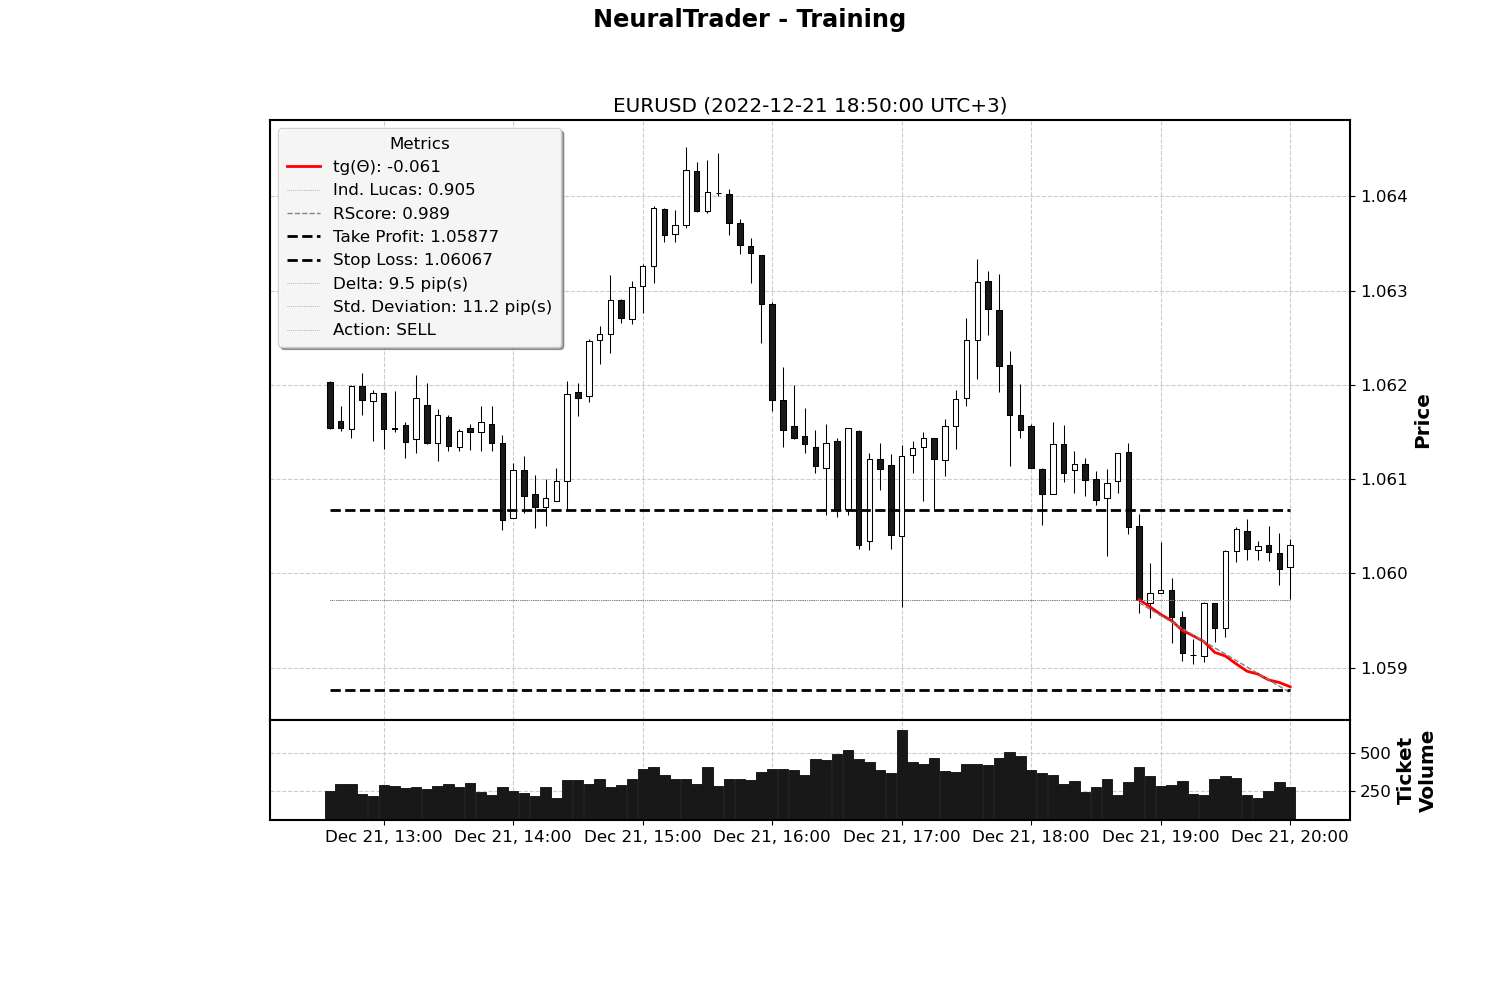 NeuralTrader - Training
EURUSD (2022-12-21 18:50:00 UTC+3)
Metrics
tg(Θ): -0.061
Ind. Lucas: 0.905
RScore: 0.989
Take Profit: 1.05877
Stop Loss: 1.06067
Delta: 9.5 pip(s)
Std. Deviation: 11.2 pip(s)
Action: SELL
1.064
1.063
1.062
1.061
1.060
1.059
Price
500
250
Ticket
Volume
Dec 21, 13:00
Dec 21, 14:00
Dec 21, 15:00
Dec 21, 16:00
Dec 21, 17:00
Dec 21, 18:00
Dec 21, 19:00
Dec 21, 20:00